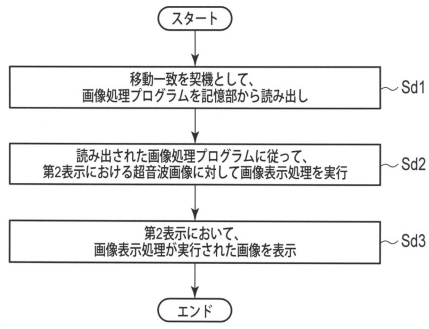 スタート
移動一致を契機として、
画像処理プログラムを記憶部から読み出し
Sd1
読み出された画像処理プログラムに従って、
第2表示における超音波画像に対して画像表示処理を実行
Sd2
第2表示において、
画像表示処理が実行された画像を表示
Sd3
エンド